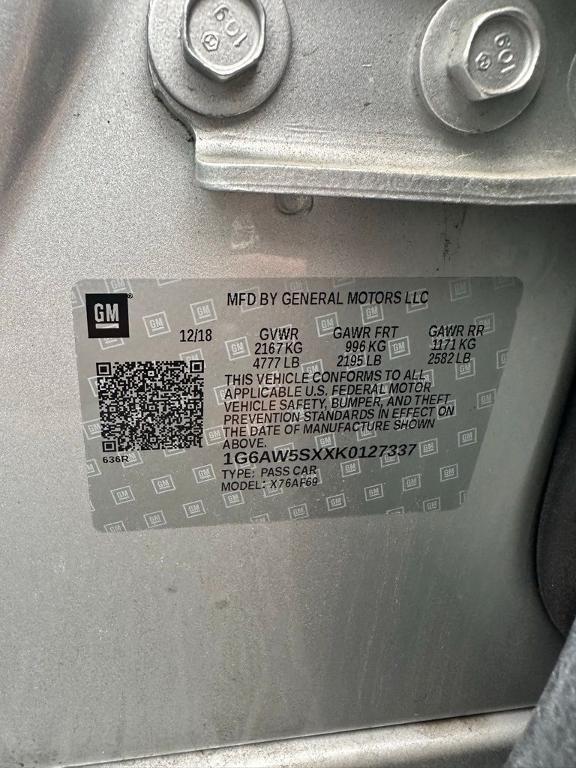 109
109
GM
MFD BY GENERAL MOTORS LLC
12/18 GVWR GAWR FRT GAWR RR
2167 KG 996 KG 1171 KG
4777 LB 2195 LB 2582 LB
THIS VEHICLE CONFORMS TO ALL
APPLICABLE U.S. FEDERAL MOTOR
VEHICLE SAFETY, BUMPER, AND THEFT
PREVENTION STANDARDS IN EFFECT ON
THE DATE OF MANUFACTURE SHOWN
ABOVE.
636R
1G6AW5SXXK0127337
TYPE: PASS CAR
MODEL: X76AF69